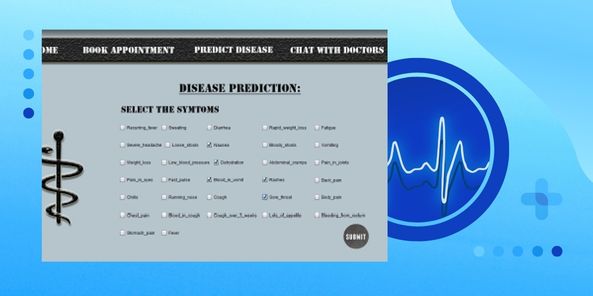 OME BOOK APPOINTMENT PREDICT DISEASE CHAT WITH DOCTORS
DISEASE PREDICTION:
SELECT THE SYMTOMS
Recurring_fever Sweating Diarrhea Rapid_weight_loss Fatigue
Severe_headache Loose_stools Nausea Bloody_stools Vomiting
Weight_loss Low_blood_pressure Dehydration Abdominal_cramps Pain_in_joints
Pain_in_eyes Fast_pulse Blood_in_vomit Rashes Back_pain
Chills Running_nose Cough Sore_throat Body_pain
Chest_pain Blood_in_cough Cough_over_3_weeks Loss_of_appetite Bleeding_from_rectum
Stomach_pain Fever
SUBMIT